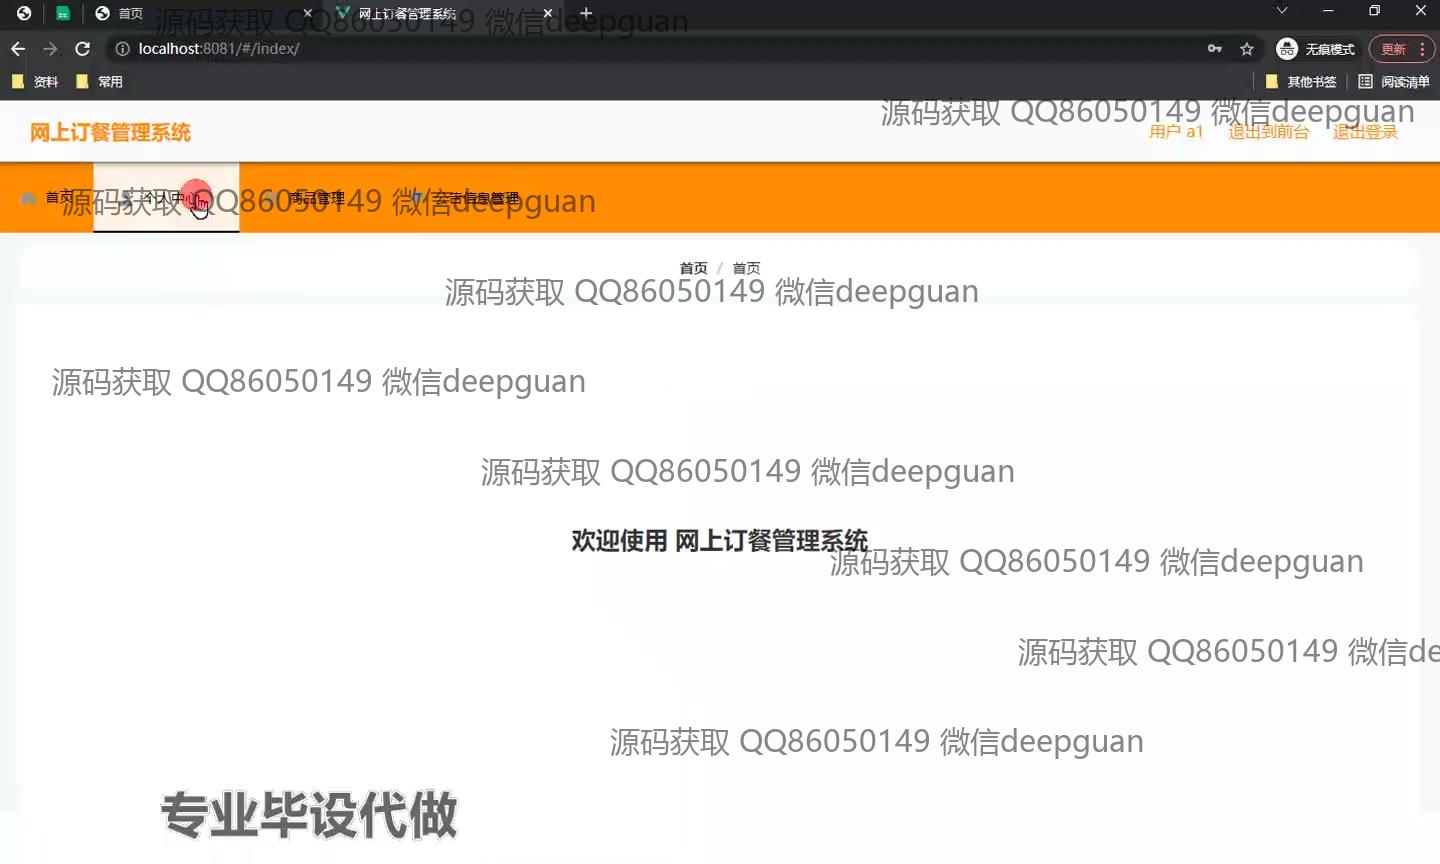 首页
网上订餐管理系统
源码获取 QQ86050149 微信deepguan
localhost:8081/#/index/
无痕模式
更新
资料
常用
其他书签
阅读清单
源码获取 QQ86050149 微信deepguan
网上订餐管理系统
用户 a1
退出到前台
退出登录
首页
个人中心
商品管理
公告信息管理
源码获取 QQ86050149 微信deepguan
首页 / 首页
源码获取 QQ86050149 微信deepguan
源码获取 QQ86050149 微信deepguan
源码获取 QQ86050149 微信deepguan
欢迎使用 网上订餐管理系统
源码获取 QQ86050149 微信deepguan
源码获取 QQ86050149 微信de
源码获取 QQ86050149 微信deepguan
专业毕设代做